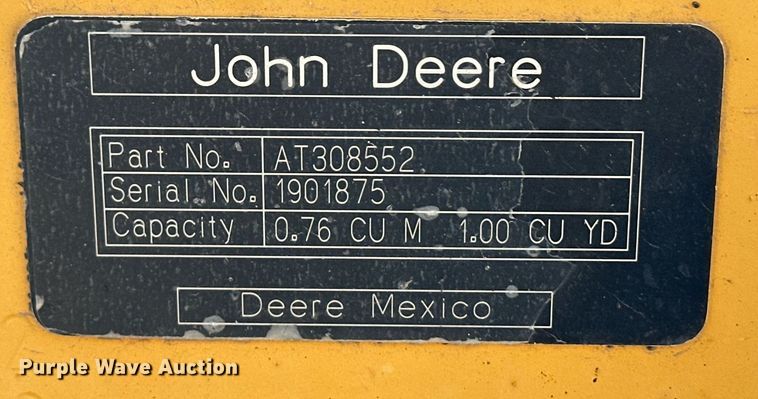 John Deere
Part No. AT308552
Serial No. 1901875
Capacity 0.76 CU M 1.00 CU YD
Deere Mexico
Purple Wave Auction